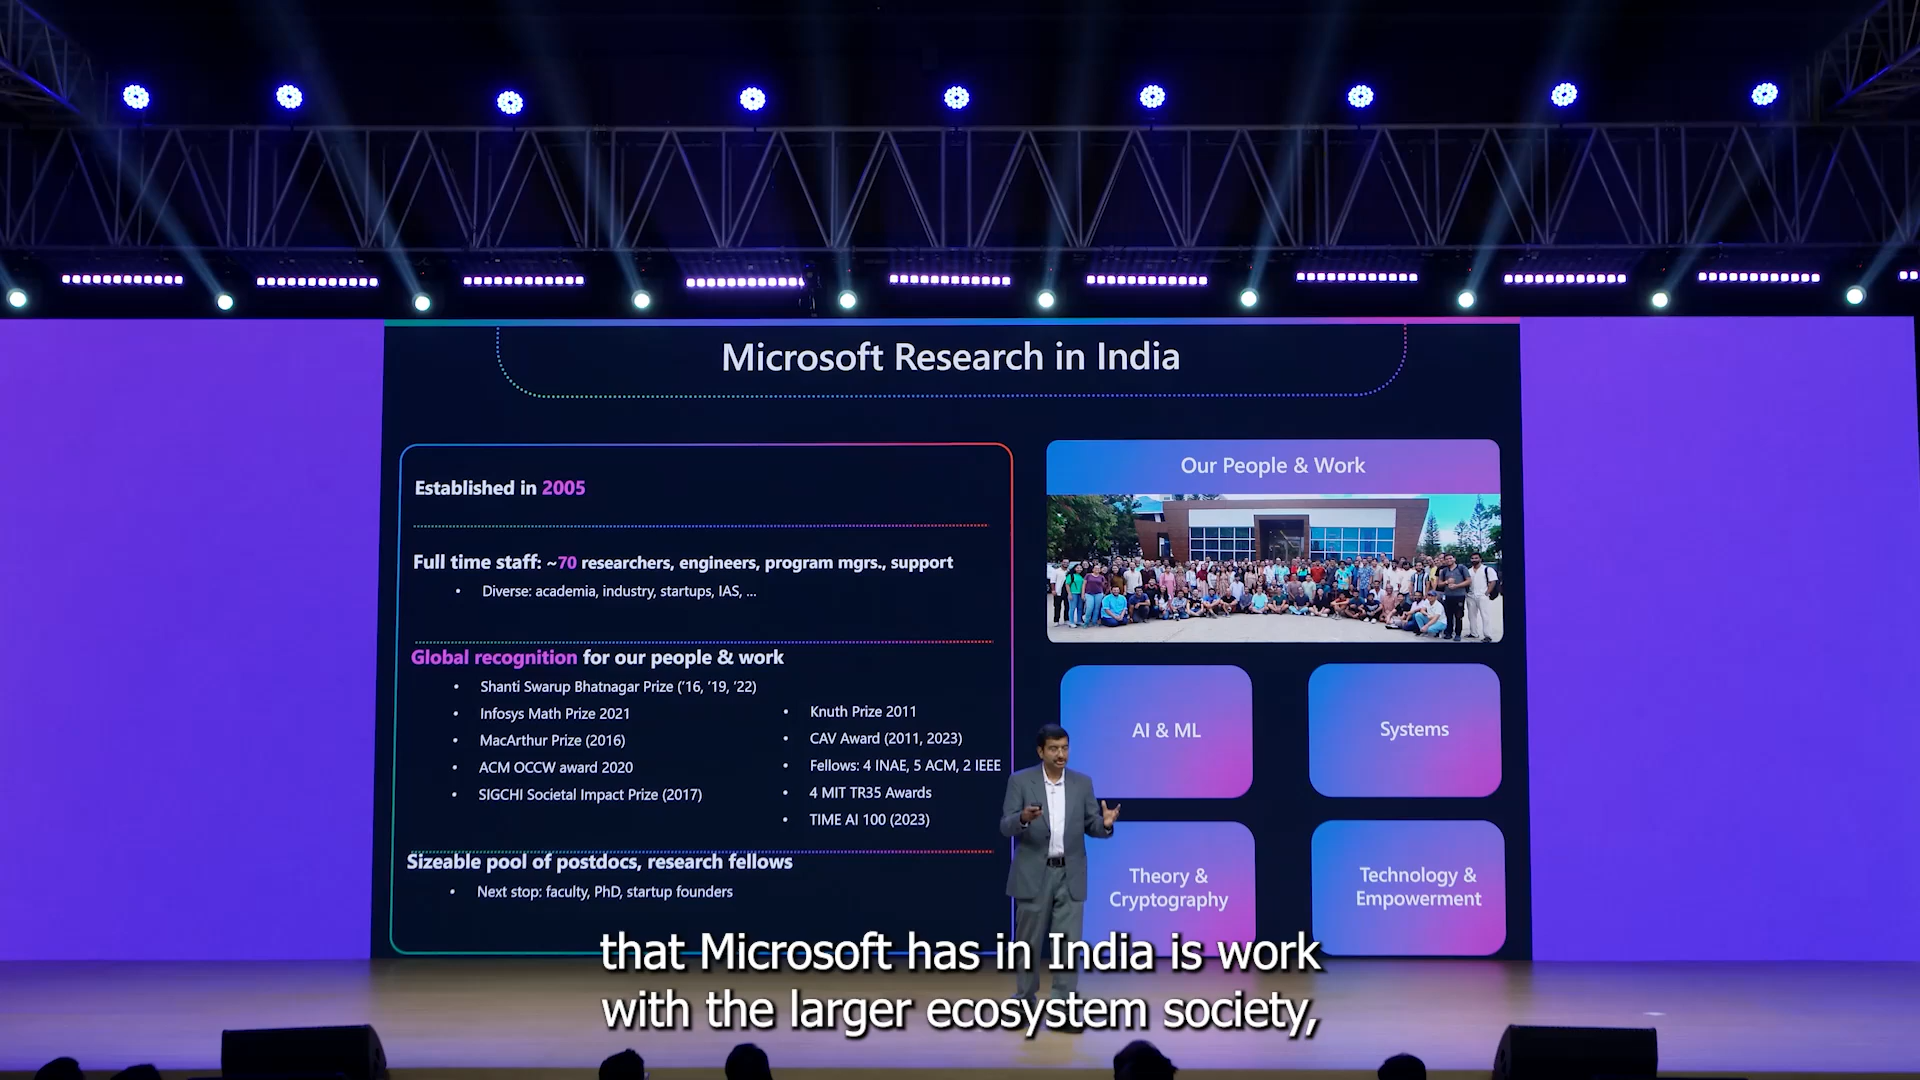 Microsoft Research in India
Established in 2005
Full time staff: ~70 researchers, engineers, program mgrs., support
• Diverse: academia, industry, startups, IAS, ...
Global recognition for our people & work
• Shanti Swarup Bhatnagar Prize ('16, '19, '22)
• Infosys Math Prize 2021
• MacArthur Prize (2016)
• ACM OCCW award 2020
• SIGCHI Societal Impact Prize (2017)
• Knuth Prize 2011
• CAV Award (2011, 2023)
• Fellows: 4 INAE, 5 ACM, 2 IEEE
• 4 MIT TR35 Awards
• TIME AI 100 (2023)
Sizeable pool of postdocs, research fellows
• Next stop: faculty, PhD, startup founders
Our People & Work
AI & ML
Systems
Theory &
Cryptography
Technology &
Empowerment
that Microsoft has in India is work
with the larger ecosystem society,